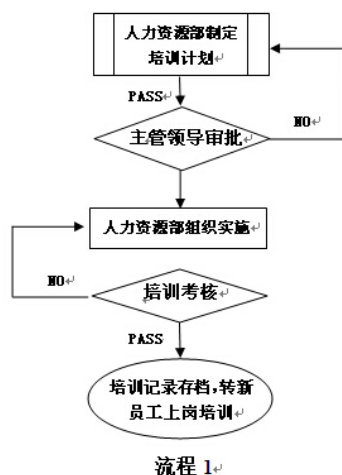 人力资源部制定
培训计划
PASS
主管领导审批
NO
人力资源部组织实施
NO
培训考核
PASS
培训记录存档,转新
员工上岗培训
流程 1